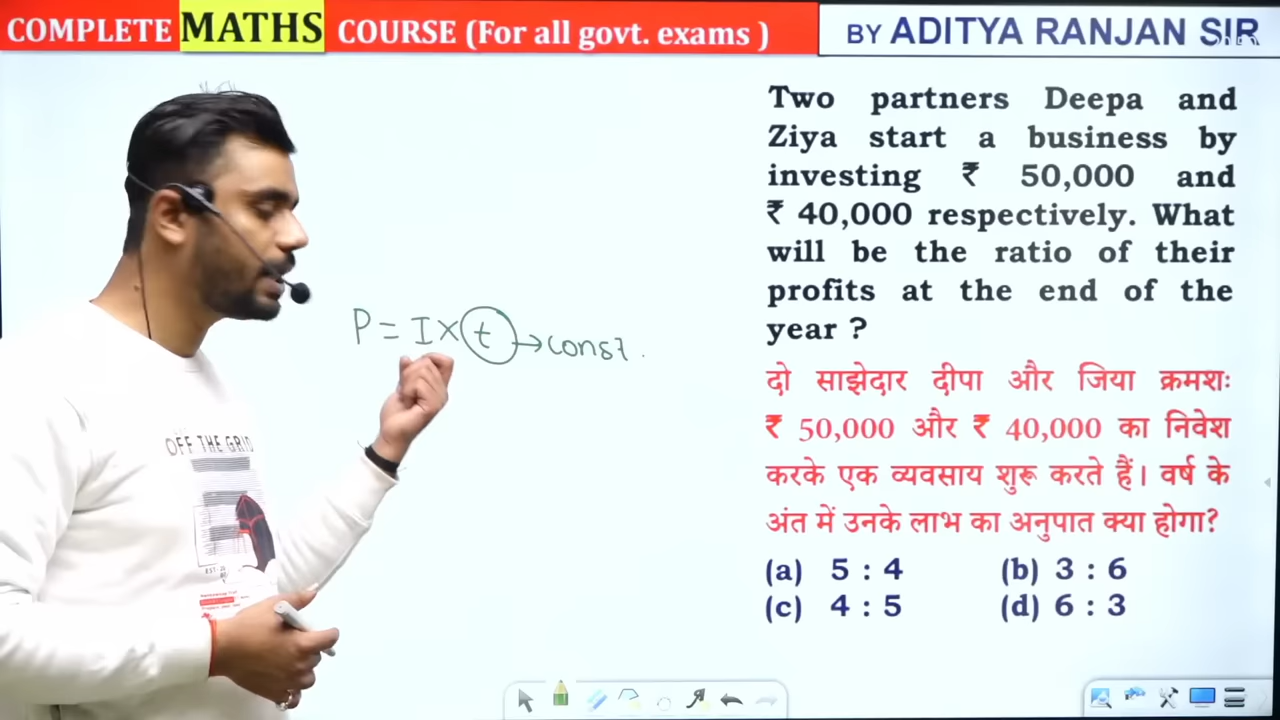 COMPLETE MATHS COURSE (For all govt. exams )
BY ADITYA RANJAN SIR
Two partners Deepa and
Ziya start a business by
investing ₹ 50,000 and
₹ 40,000 respectively. What
will be the ratio of their
profits at the end of the
year ?
दो साझेदार दीपा और जिया क्रमशः
₹ 50,000 और ₹ 40,000 का निवेश
करके एक व्यवसाय शुरू करते हैं। वर्ष के
अंत में उनके लाभ का अनुपात क्या होगा?
(a) 5 : 4 (b) 3 : 6
(c) 4 : 5 (d) 6 : 3
P = I × t → const.
OFF THE GRID